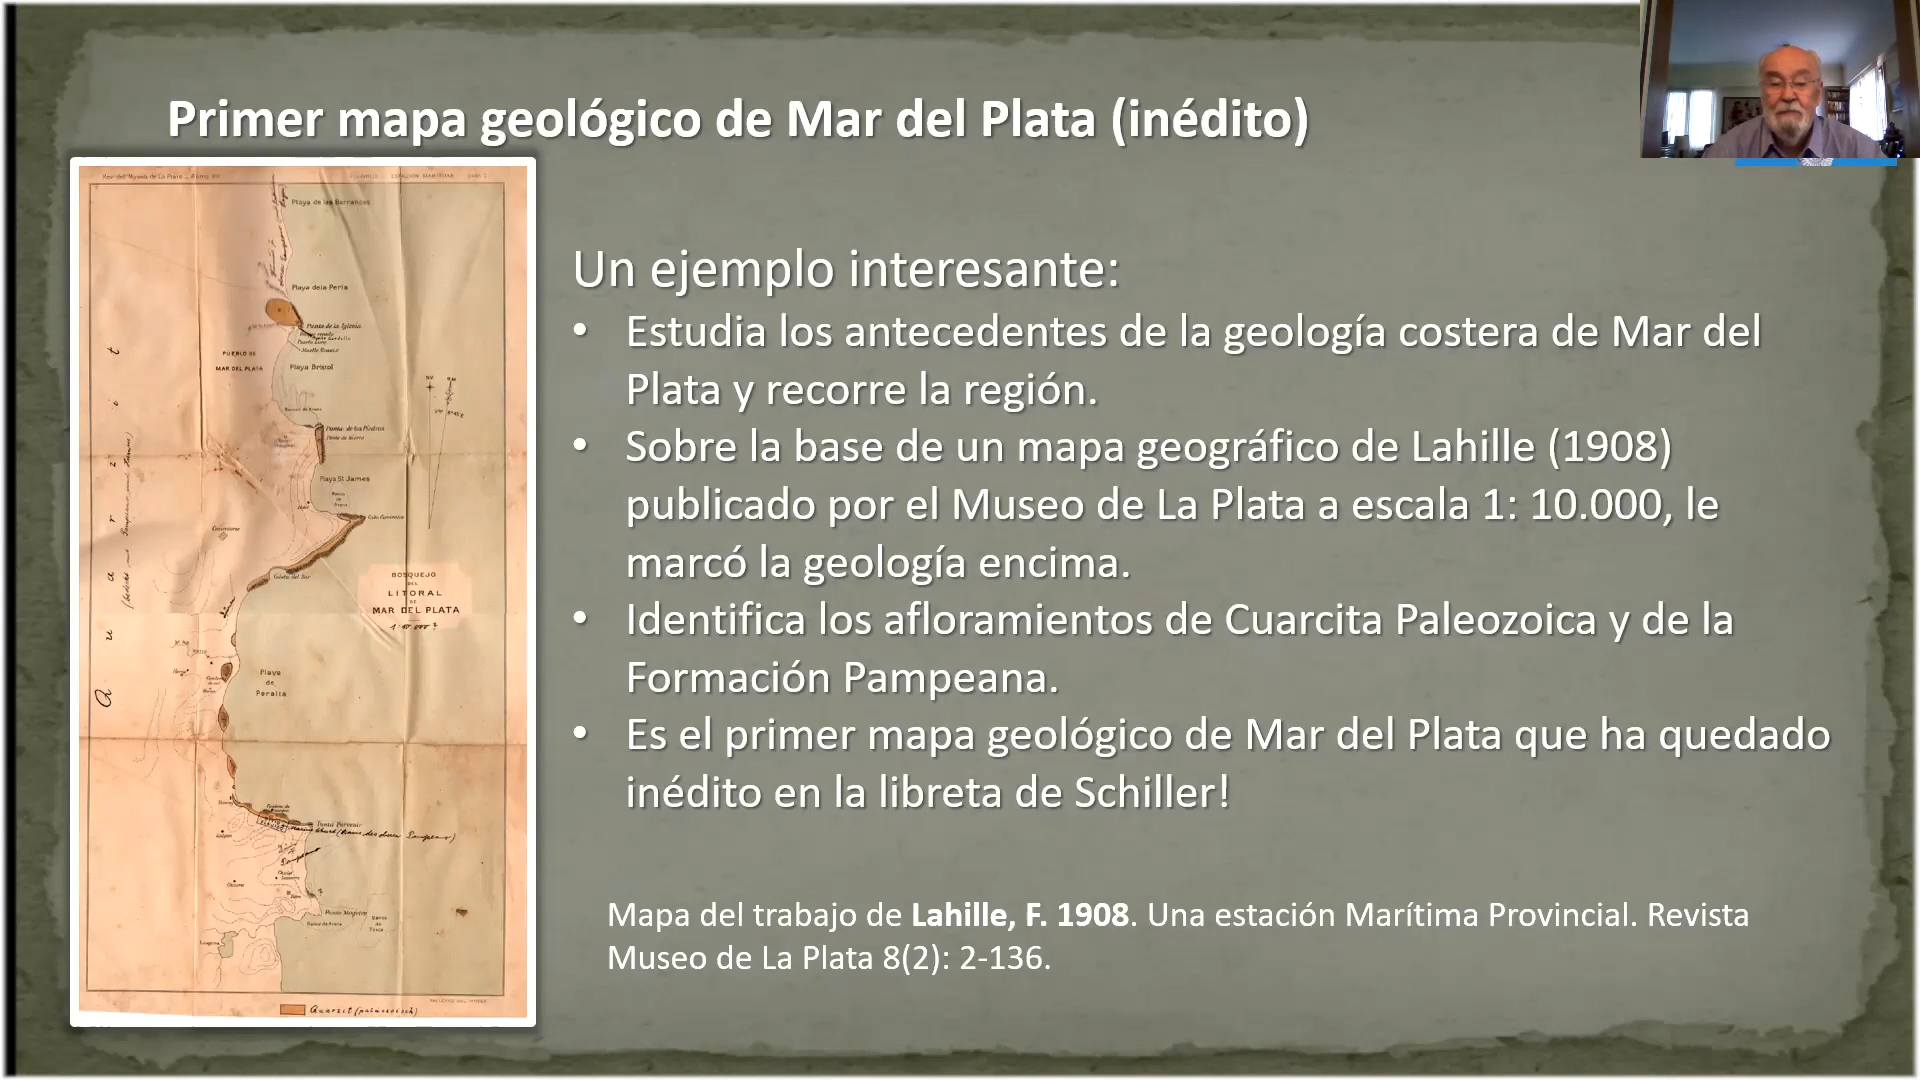 Primer mapa geológico de Mar del Plata (inédito)
Playa de las Barrancas
Playa de la Perla
Punta de la Iglesia
PUEBLO DE
MAR DEL PLATA
Playa Bristol
Punta de las Piedras
Playa St James
Cabo Corrientes
BOSQUEJO
DEL
LITORAL
DE
MAR DEL PLATA
Playa
de
Peralta
Quarzit
Quarzit (paläozoisch)
Un ejemplo interesante:
• Estudia los antecedentes de la geología costera de Mar del
Plata y recorre la región.
• Sobre la base de un mapa geográfico de Lahille (1908)
publicado por el Museo de La Plata a escala 1: 10.000, le
marcó la geología encima.
• Identifica los afloramientos de Cuarcita Paleozoica y de la
Formación Pampeana.
• Es el primer mapa geológico de Mar del Plata que ha quedado
inédito en la libreta de Schiller!
Mapa del trabajo de Lahille, F. 1908. Una estación Marítima Provincial. Revista
Museo de La Plata 8(2): 2-136.